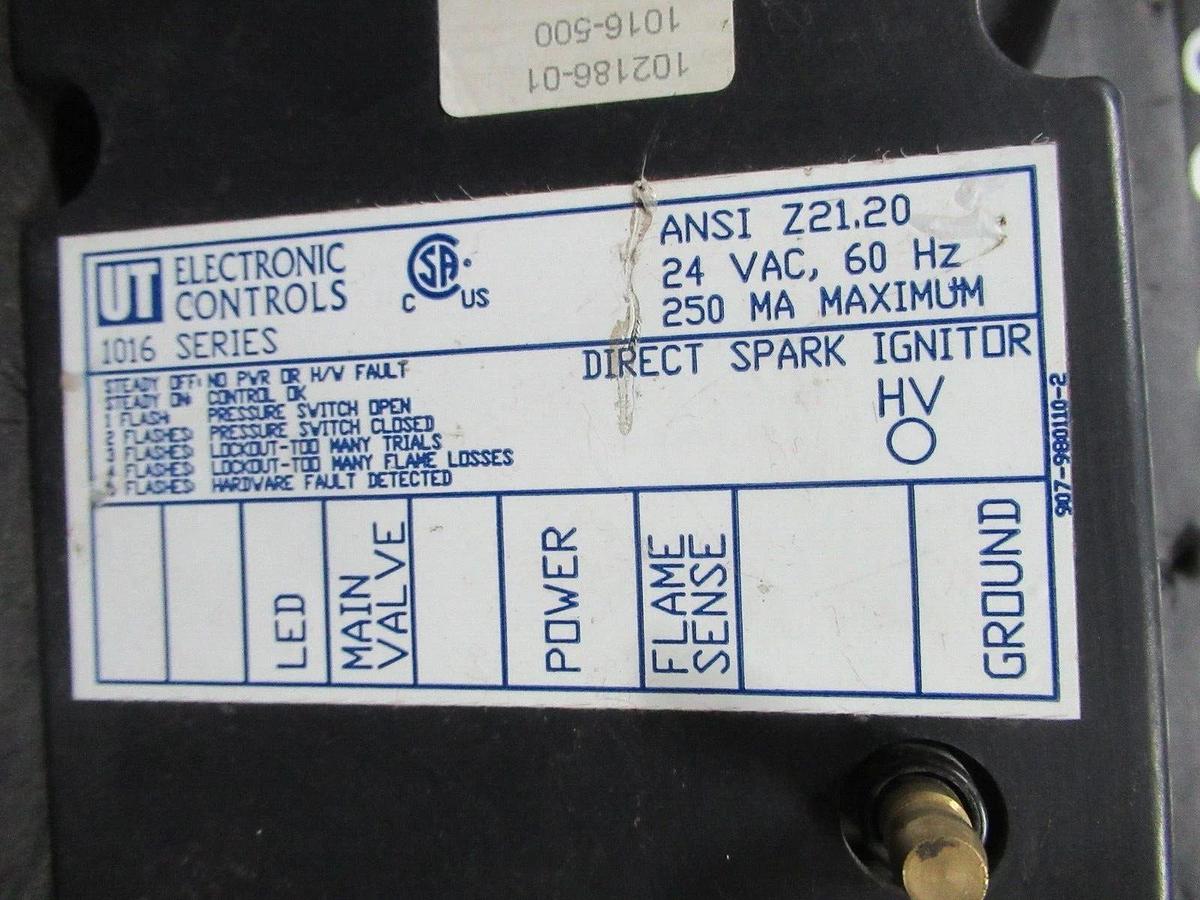 102186-01
1016-500
UT ELECTRONIC
CONTROLS
1016 SERIES
C SA US
ANSI Z21.20
24 VAC, 60 Hz
250 MA MAXIMUM
STEADY OFF: NO PWR OR H/W FAULT
STEADY ON: CONTROL OK
1 FLASH PRESSURE SWITCH OPEN
2 FLASHES PRESSURE SWITCH CLOSED
3 FLASHES LOCKOUT-TOO MANY TRIALS
4 FLASHES LOCKOUT-TOO MANY FLAME LOSSES
5 FLASHES HARDWARE FAULT DETECTED
DIRECT SPARK IGNITOR
HV
LED
MAIN
VALVE
POWER
FLAME
SENSE
GROUND
907-980110-2